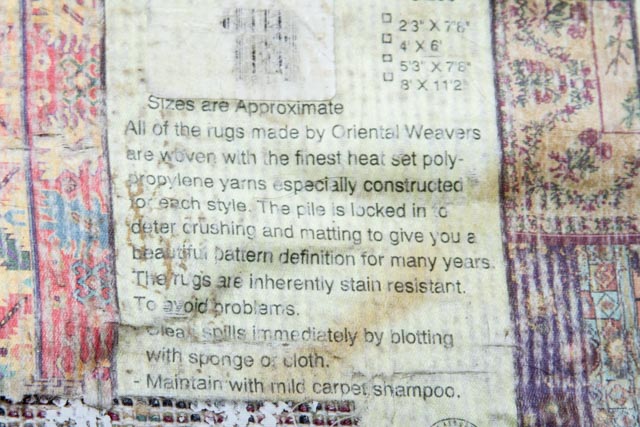 2'3" X 7'8"
4' X 6'
5'3" X 7'8"
8' X 11'2"
Sizes are Approximate
All of the rugs made by Oriental Weavers
are woven with the finest heat set poly-
propylene yarns especially constructed
for each style. The pile is locked in to
deter crushing and matting to give you a
beautiful pattern definition for many years.
The rugs are inherently stain resistant.
To avoid problems.
Clean spills immediately by blotting
with sponge or cloth.
- Maintain with mild carpet shampoo.